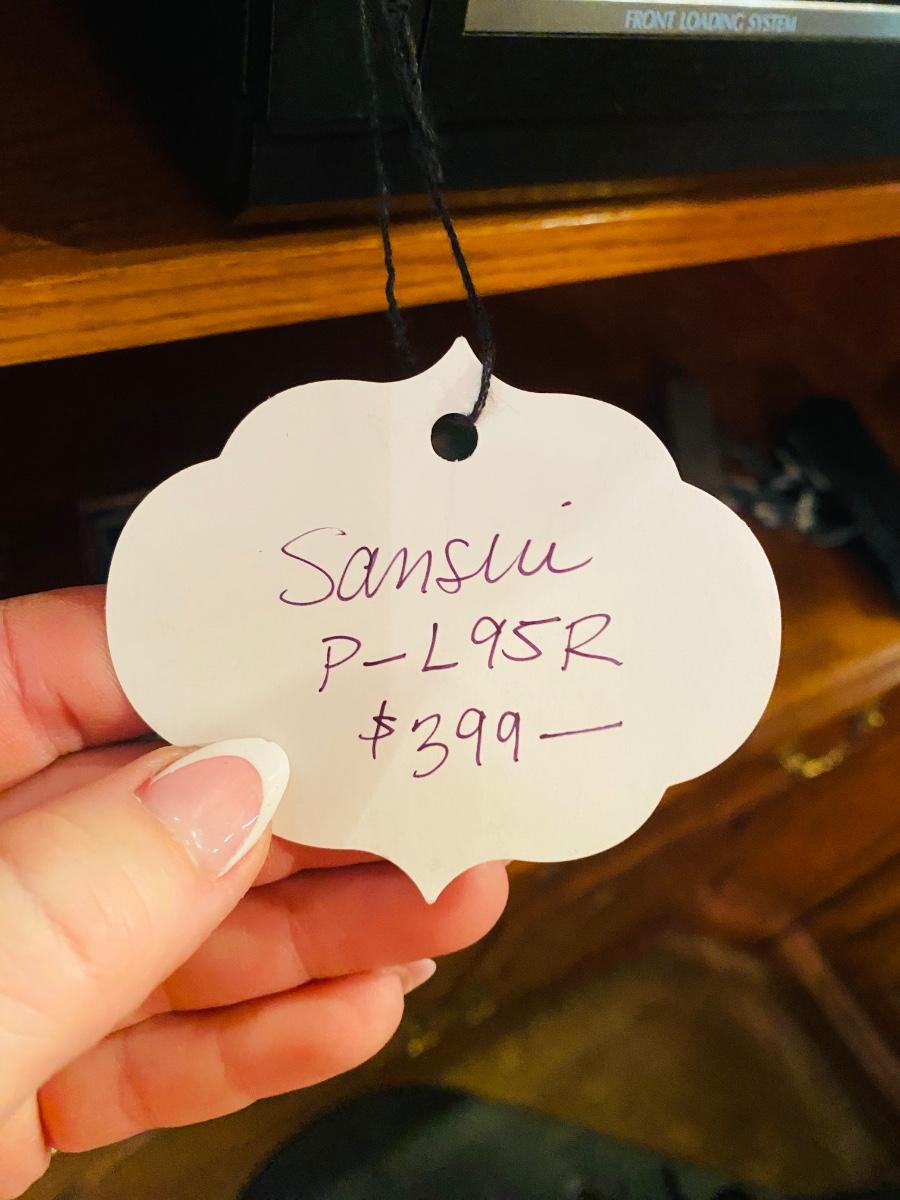 FRONT LOADING SYSTEM
Sansui
P-L95R
$399—